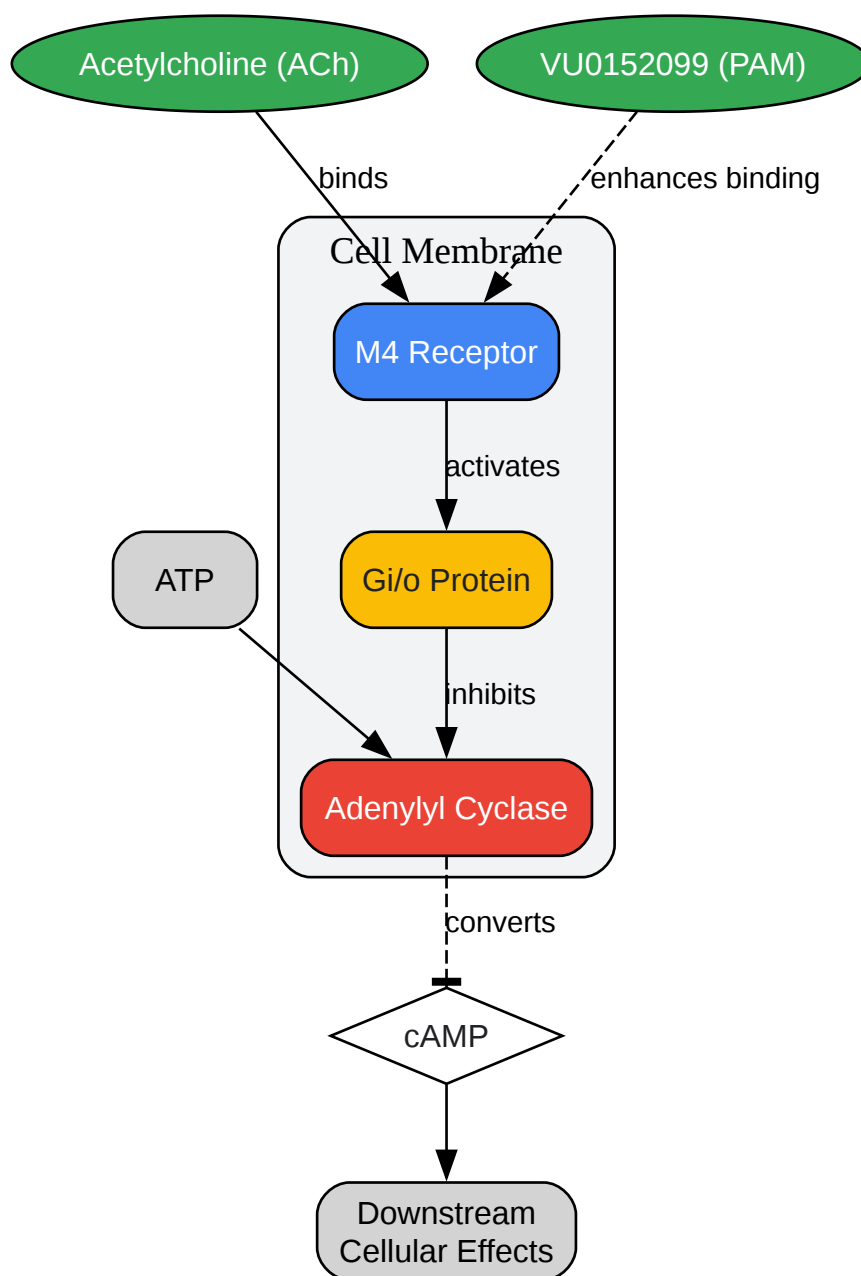 Acetylcholine (ACh)
VU0152099 (PAM)
binds
enhances binding
Cell Membrane
M4 Receptor
activates
ATP
Gi/o Protein
inhibits
Adenylyl Cyclase
converts
cAMP
Downstream
Cellular Effects